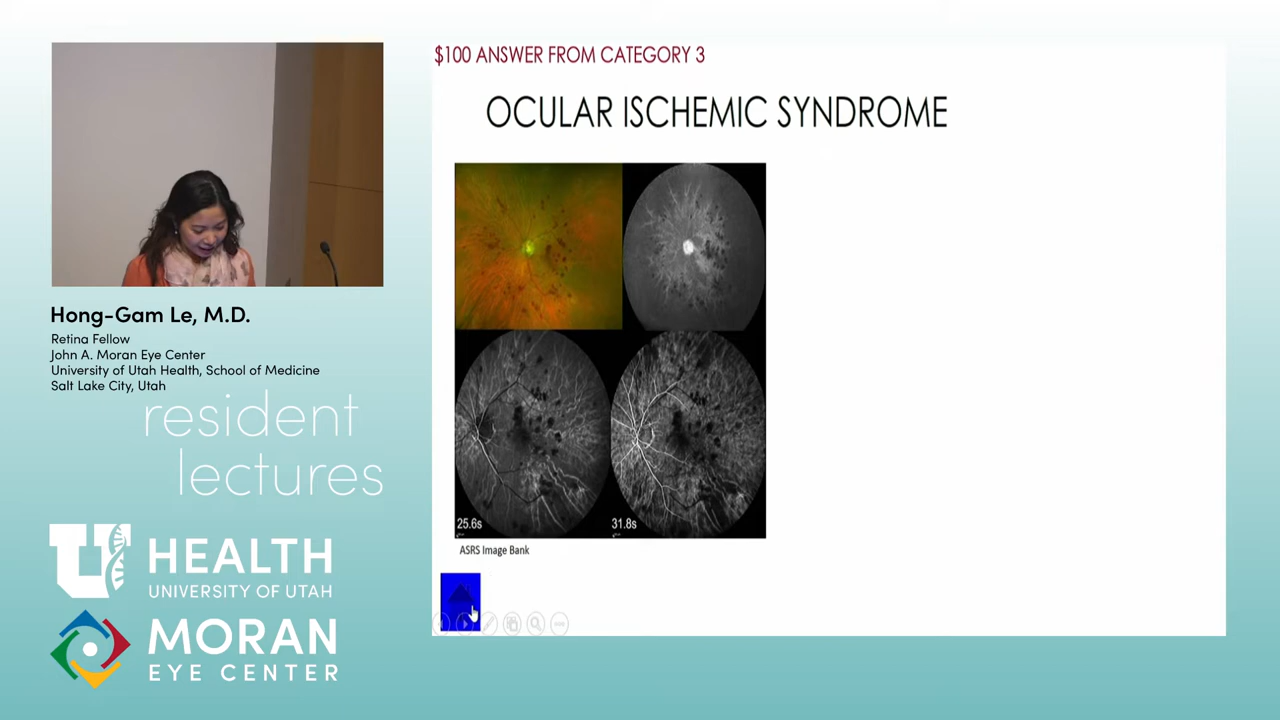 $100 ANSWER FROM CATEGORY 3
OCULAR ISCHEMIC SYNDROME
25.6s
31.8s
ASRS Image Bank
Hong-Gam Le, M.D.
Retina Fellow
John A. Moran Eye Center
University of Utah Health, School of Medicine
Salt Lake City, Utah
resident
lectures
U HEALTH
UNIVERSITY OF UTAH
MORAN
EYE CENTER